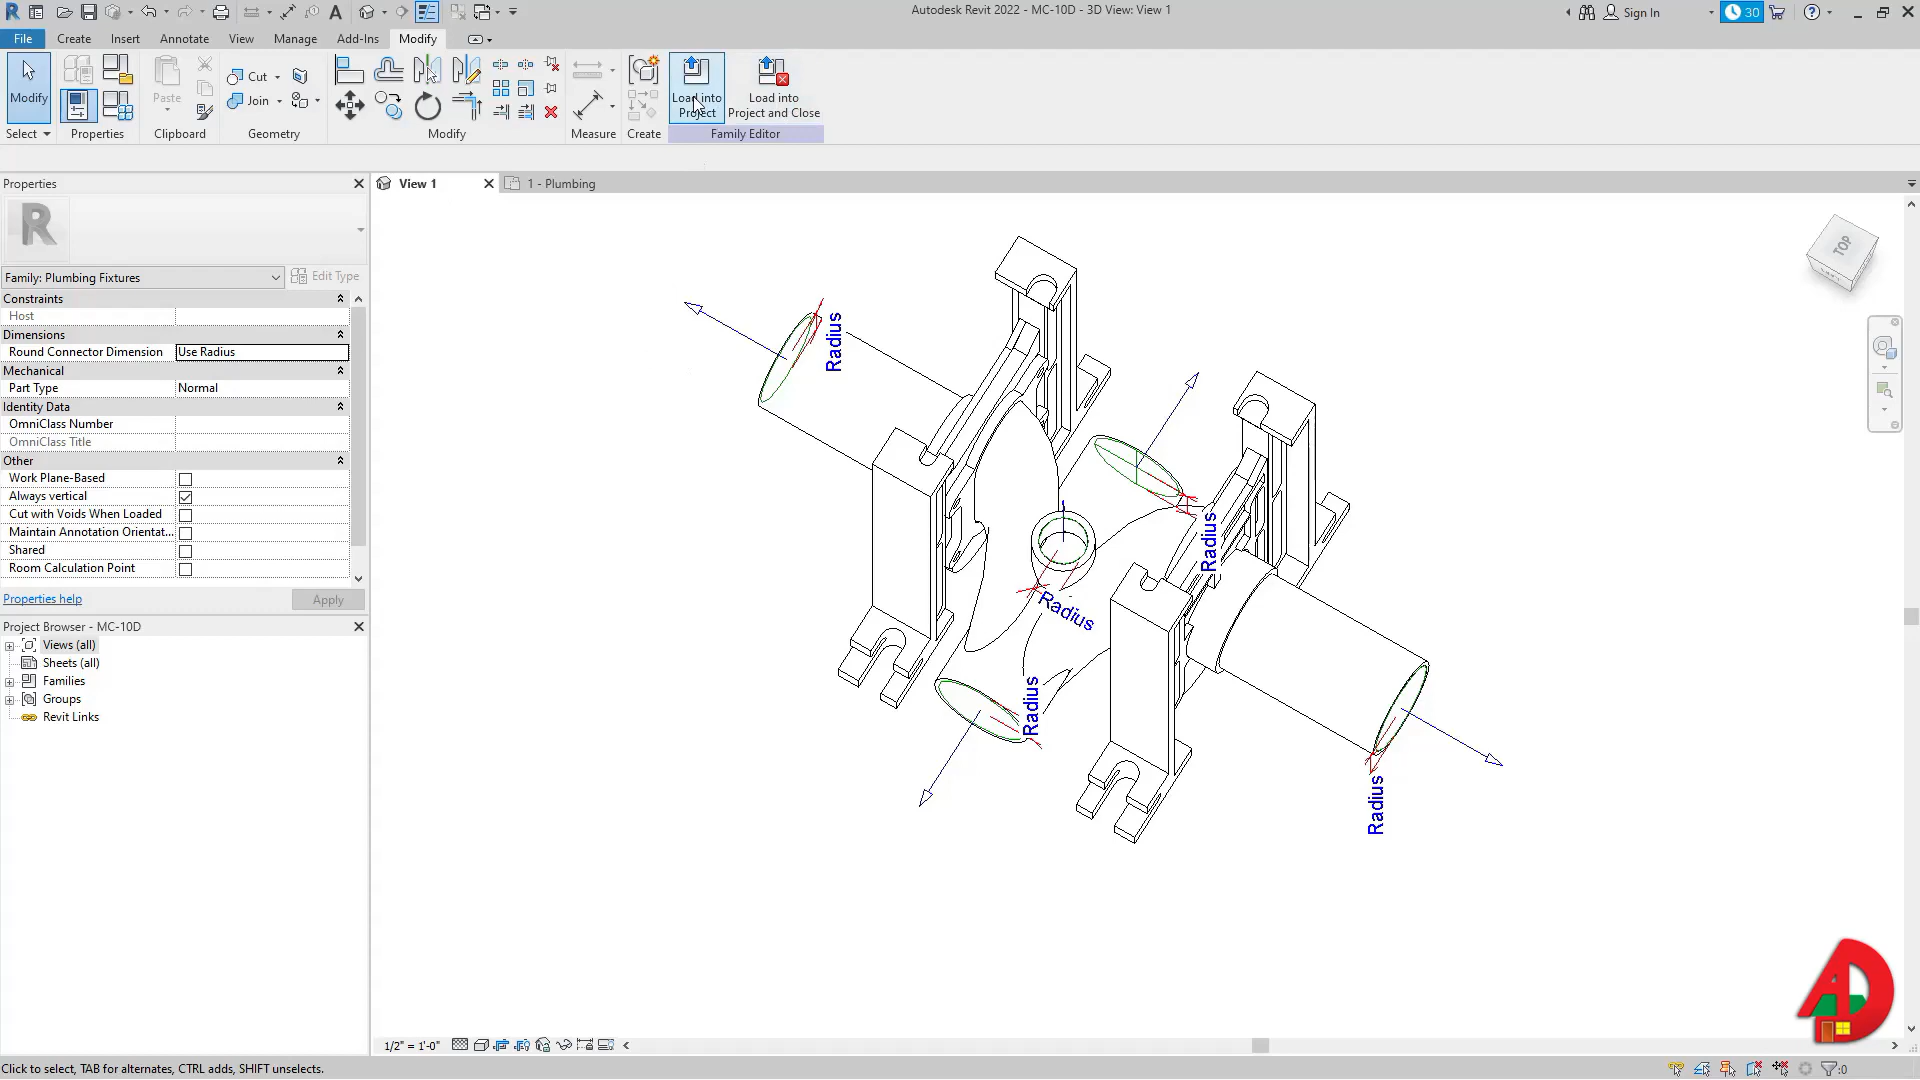 Autodesk Revit 2022 - MC-10D - 3D View: View 1
Sign In
30
File
Create
Insert
Annotate
View
Manage
Add-Ins
Modify
Modify
Select
Properties
Paste
Clipboard
Cut
Join
Geometry
Modify
Measure
Create
Load into
Project
Load into
Project and Close
Family Editor
Properties
View 1
1 - Plumbing
R
Family: Plumbing Fixtures
Edit Type
Constraints
Host
Dimensions
Round Connector Dimension Use Radius
Mechanical
Part Type Normal
Identity Data
OmniClass Number
OmniClass Title
Other
Work Plane-Based
Always vertical
Cut with Voids When Loaded
Maintain Annotation Orientat...
Shared
Room Calculation Point
Properties help
Apply
Project Browser - MC-10D
Views (all)
Sheets (all)
Families
Groups
Revit Links
Radius
Radius
Radius
Radius
Radius
TOP
1/2" = 1'-0"
Click to select, TAB for alternates, CTRL adds, SHIFT unselects.
:0
AD